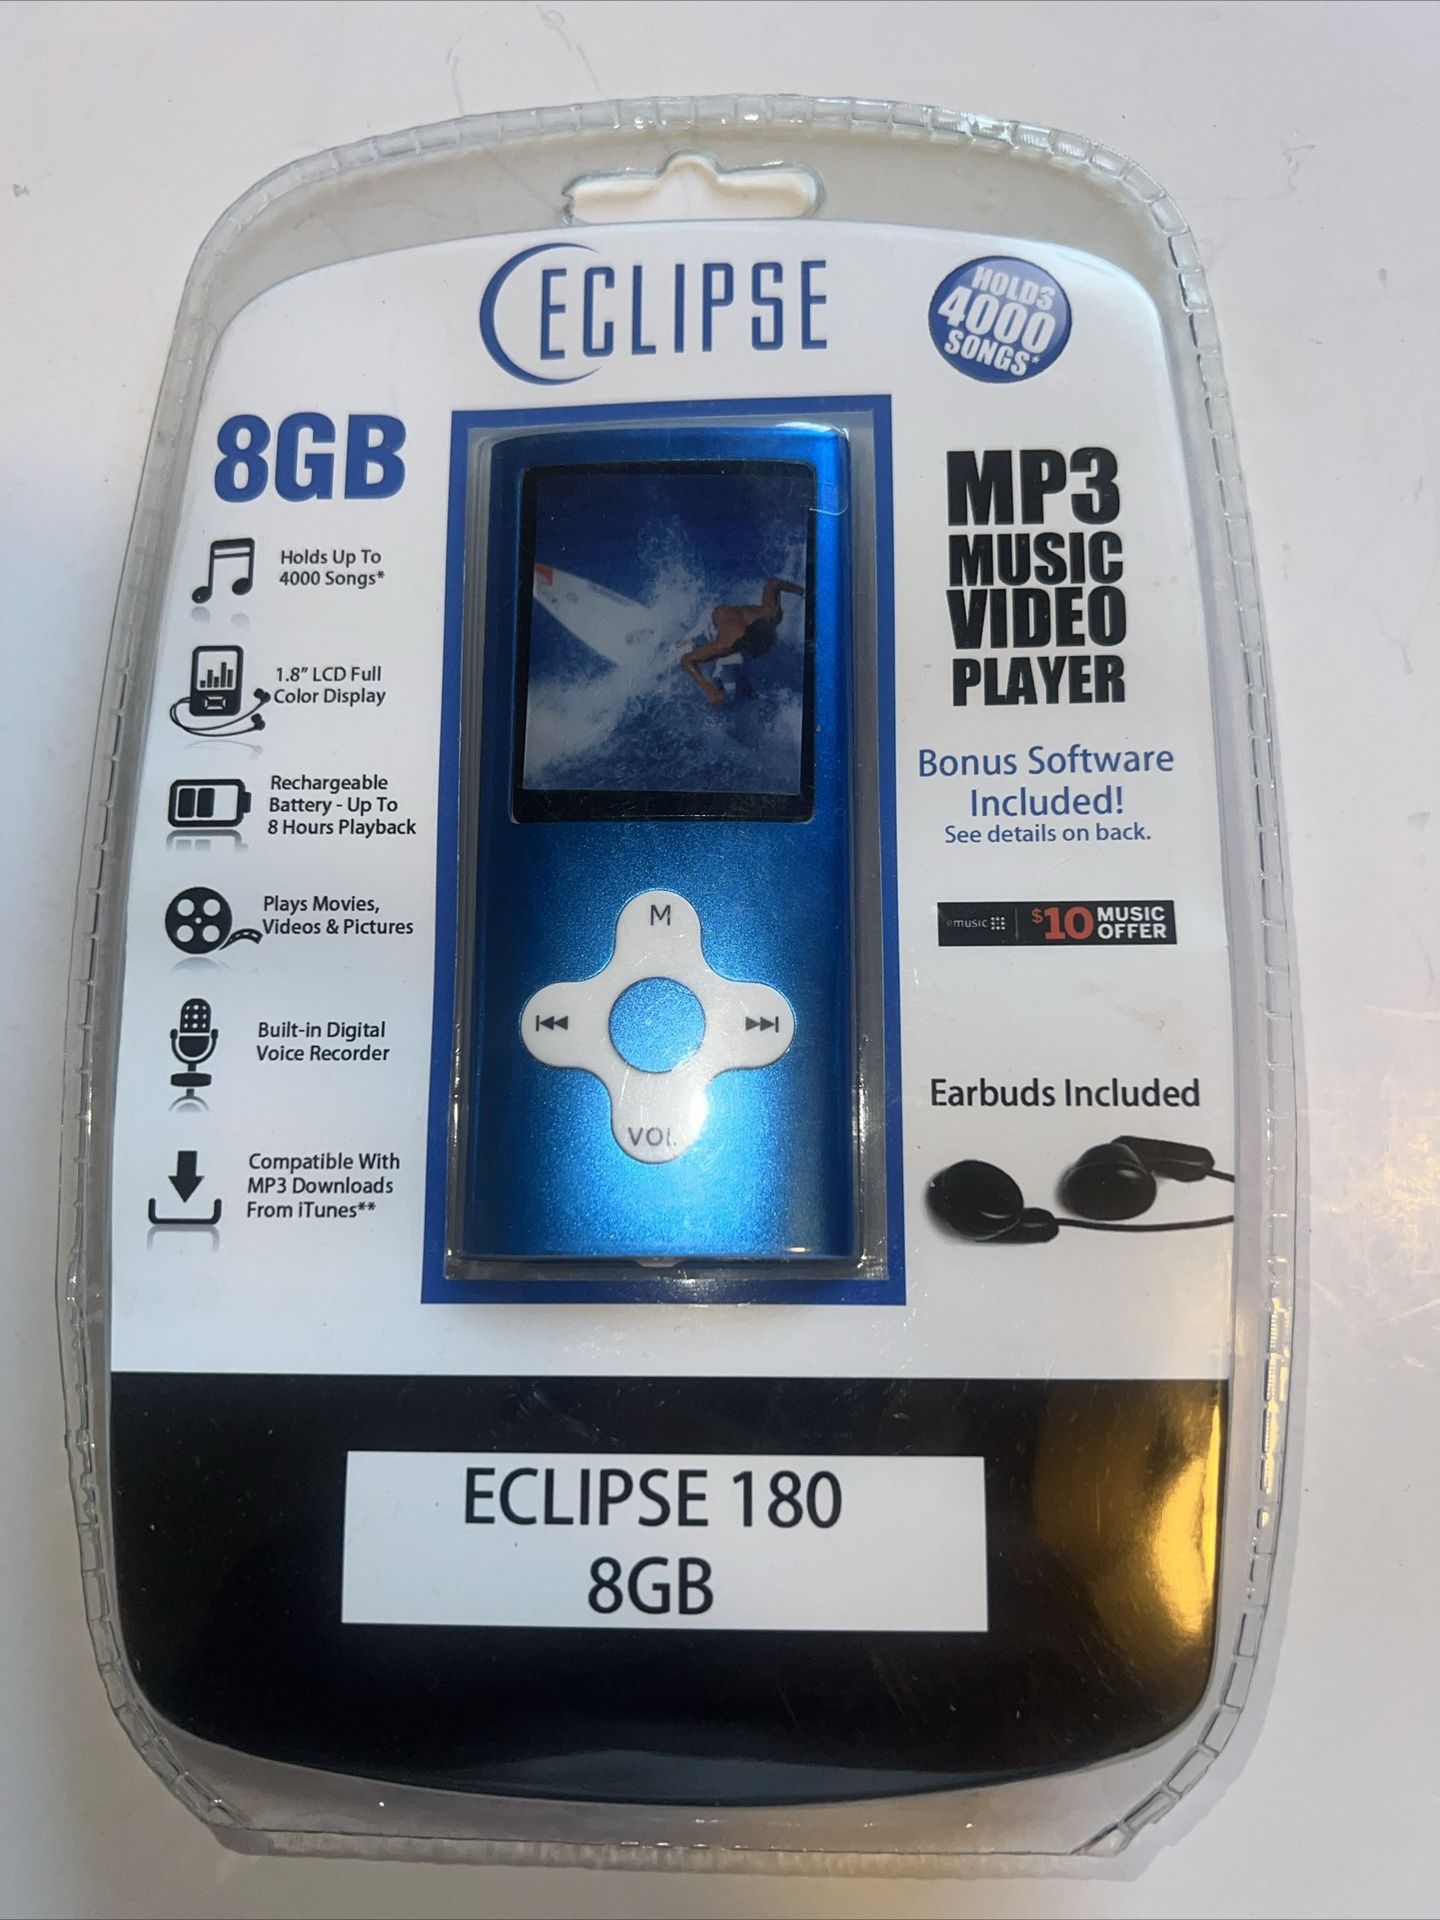 ECLIPSE
HOLDS
4000
SONGS*
8GB
Holds Up To
4000 Songs*
1.8” LCD Full
Color Display
Rechargeable
Battery - Up To
8 Hours Playback
Plays Movies,
Videos & Pictures
Built-in Digital
Voice Recorder
Compatible With
MP3 Downloads
From iTunes**
M
VOL
MP3
MUSIC
VIDEO
PLAYER
Bonus Software
Included!
See details on back.
emusic
$10 MUSIC
OFFER
Earbuds Included
ECLIPSE 180
8GB